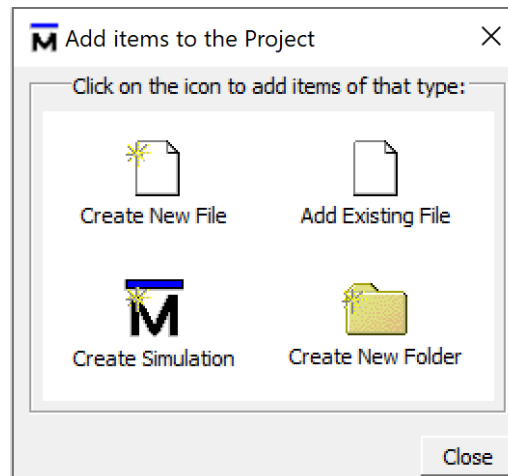 Add items to the Project
Click on the icon to add items of that type:
Create New File
Add Existing File
Create Simulation
Create New Folder
Close